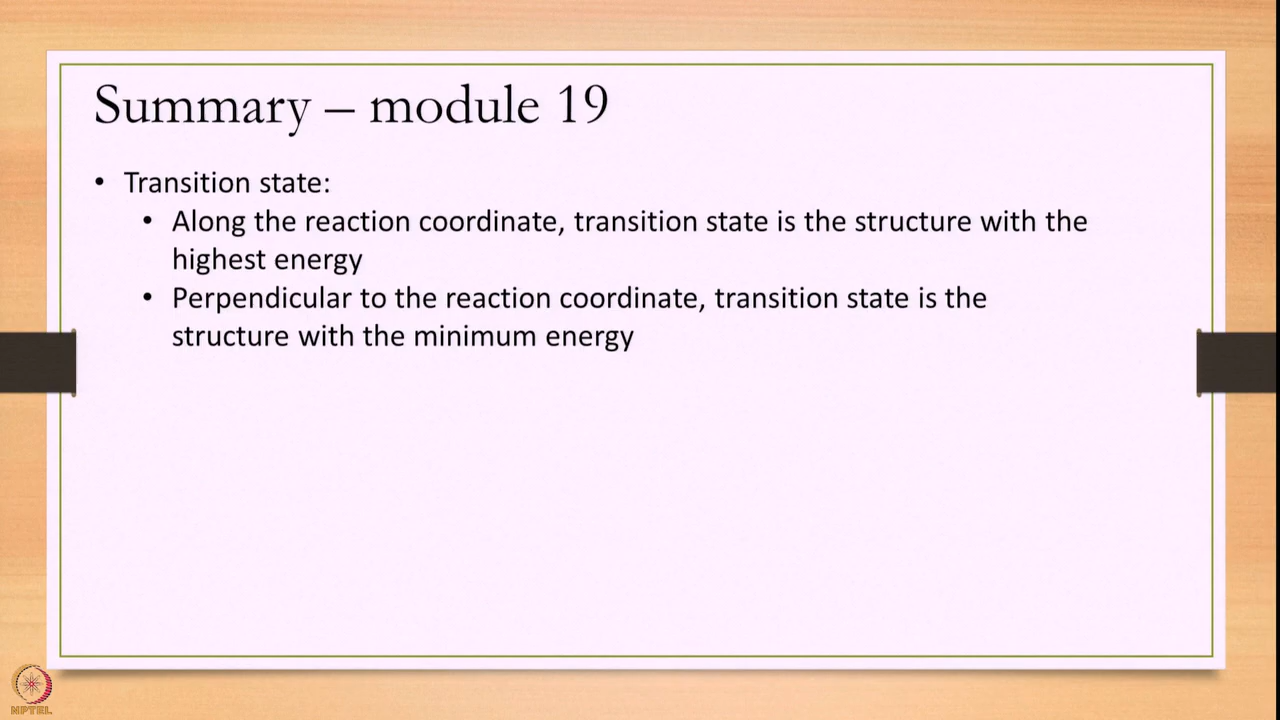 Summary – module 19
• Transition state:
• Along the reaction coordinate, transition state is the structure with the
highest energy
• Perpendicular to the reaction coordinate, transition state is the
structure with the minimum energy
NPTEL